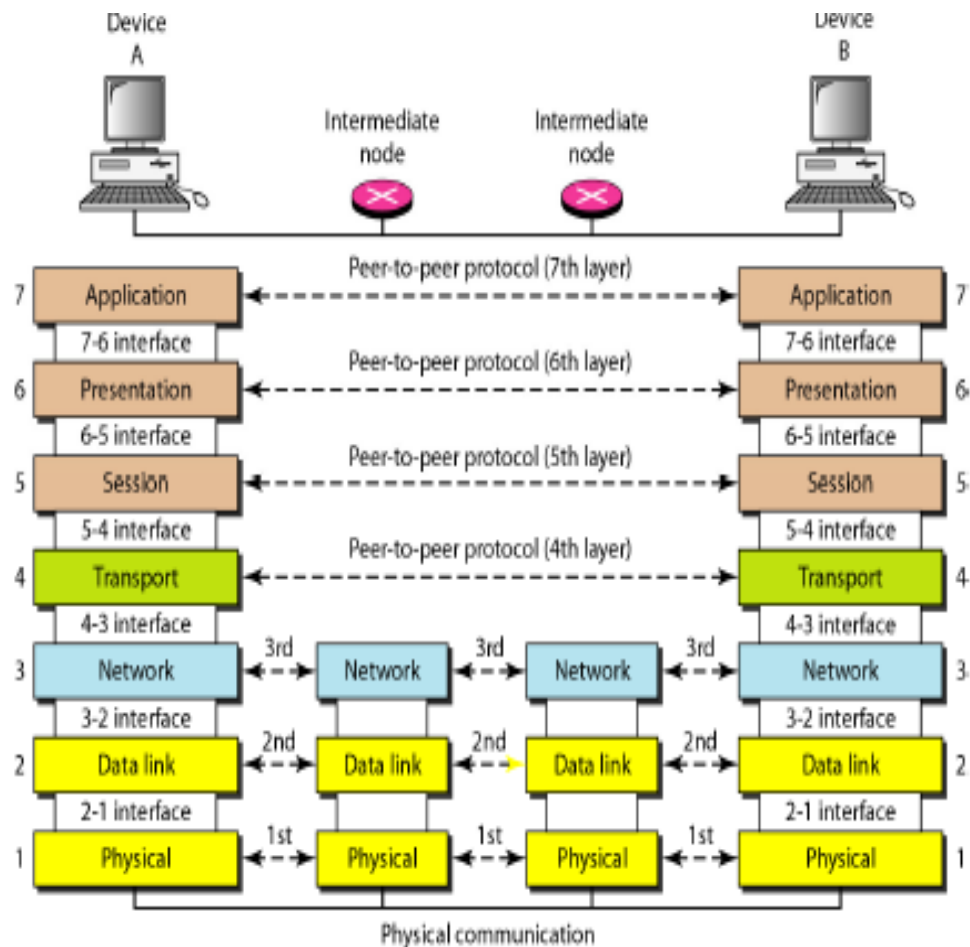 Device
A
Device
B
Intermediate
node
Intermediate
node
Peer-to-peer protocol (7th layer)
7 Application Application 7
7-6 interface 7-6 interface
Peer-to-peer protocol (6th layer)
6 Presentation Presentation 6
6-5 interface 6-5 interface
Peer-to-peer protocol (5th layer)
5 Session Session 5
5-4 interface 5-4 interface
Peer-to-peer protocol (4th layer)
4 Transport Transport 4
4-3 interface 4-3 interface
3 Network 3rd Network 3rd Network 3rd Network 3
3-2 interface 3-2 interface
2 Data link 2nd Data link 2nd Data link 2nd Data link 2
2-1 interface 2-1 interface
1 Physical 1st Physical 1st Physical 1st Physical 1
Physical communication